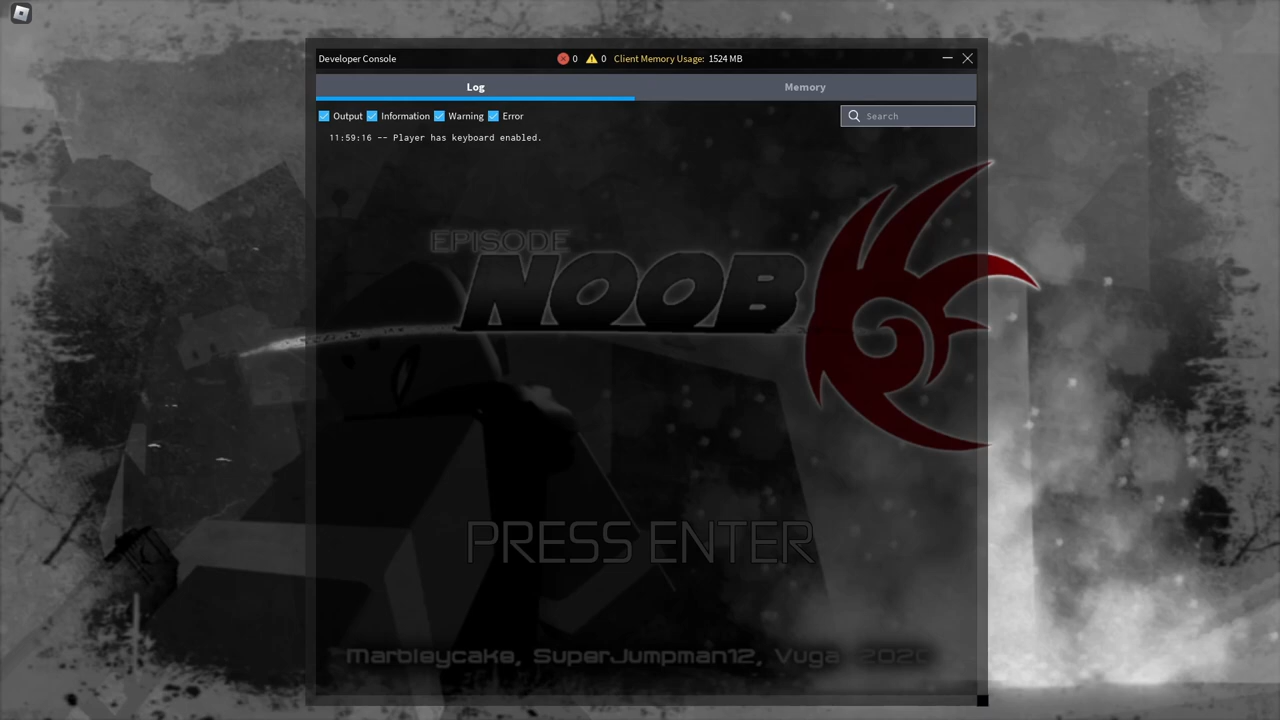 Developer Console 0 0 Client Memory Usage: 1524 MB
Log Memory
Output Information Warning Error Search
11:59:16 -- Player has keyboard enabled.
EPISODE
NOOB
PRESS ENTER
Marbleycake, SuperJumpman12, Vuga 2020